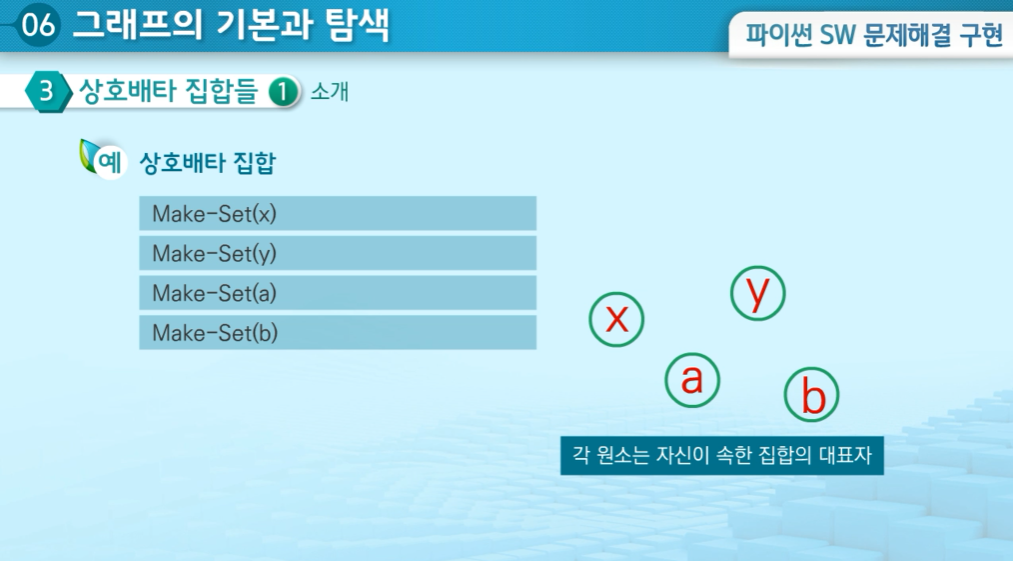 06 그래프의 기본과 탐색
파이썬 SW 문제해결 구현
3 상호배타 집합들 1 소개
예 상호배타 집합
Make-Set(x)
Make-Set(y)
Make-Set(a)
Make-Set(b)
x
y
a
b
각 원소는 자신이 속한 집합의 대표자